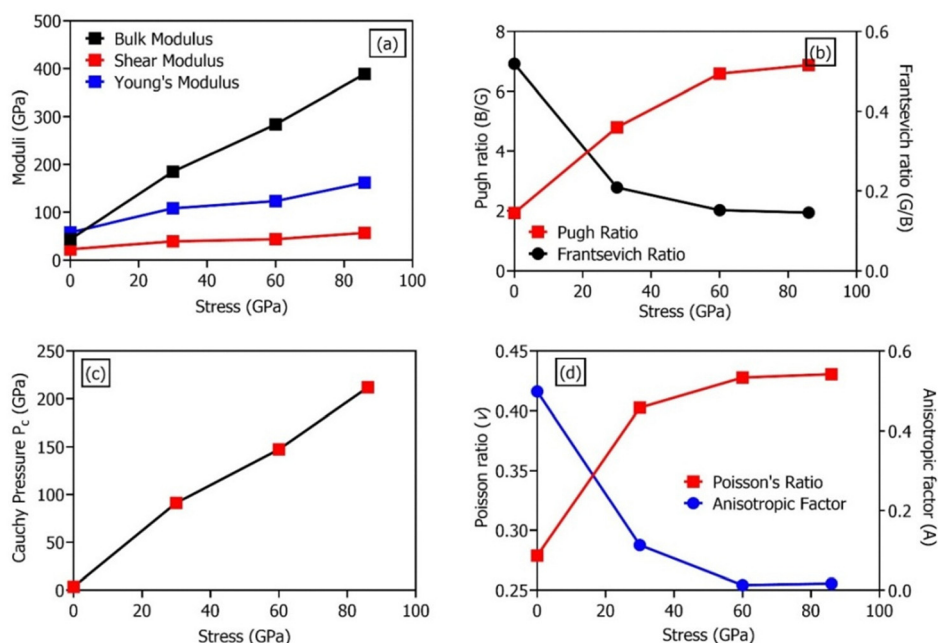 (a)
Bulk Modulus
Shear Modulus
Young's Modulus
Moduli (GPa)
500
400
300
200
100
0
0 20 40 60 80 100
Stress (GPa)
(b)
Pugh ratio (B/G)
8
6
4
2
0
Pugh Ratio
Frantsevich Ratio
0.6
0.4
0.2
0.0
Frantsevich ratio (G/B)
0 20 40 60 80 100
Stress (GPa)
(c)
Cauchy Pressure Pc (GPa)
250
200
150
100
50
0
0 20 40 60 80 100
Stress (GPa)
(d)
Poisson ratio (v)
0.45
0.40
0.35
0.30
0.25
Poisson's Ratio
Anisotropic Factor
0.6
0.4
0.2
0.0
Anisotropic factor (A)
0 20 40 60 80 100
Stress (GPa)